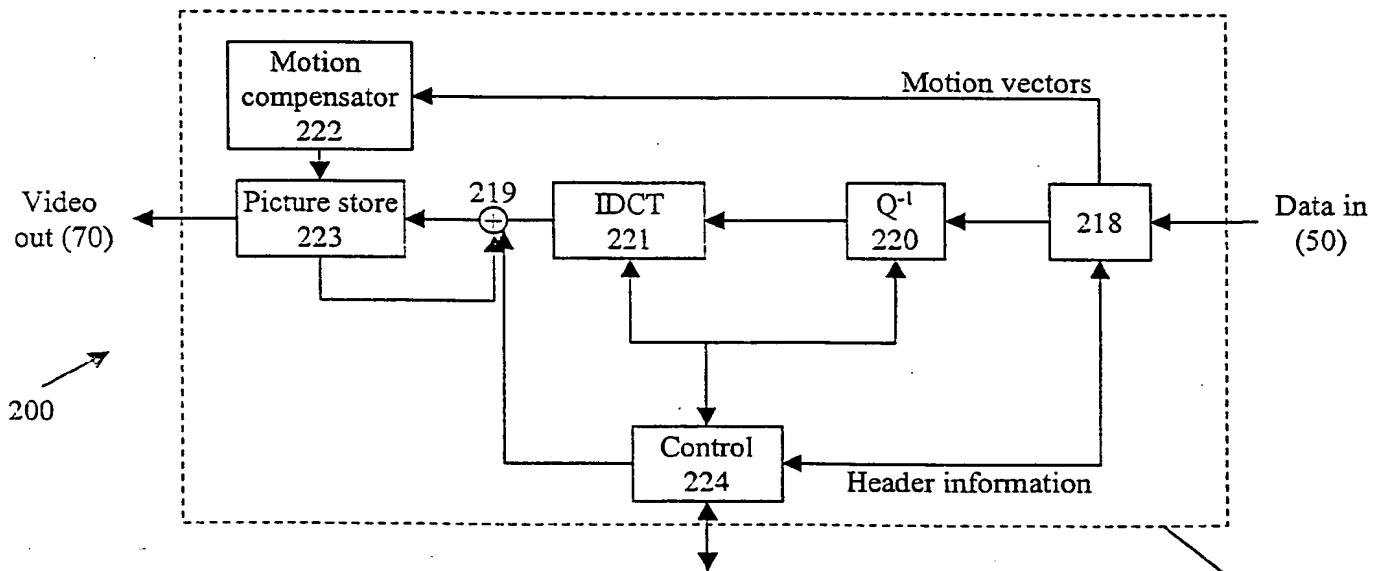 Motion
compensator
222
Motion vectors
Video
out (70)
Picture store
223
219
+
IDCT
221
Q⁻¹
220
218
Data in
(50)
200
Control
224
Header information